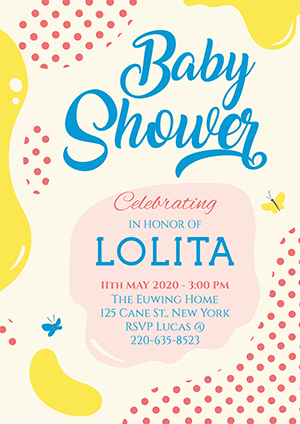 Baby
Shower
Celebrating
IN HONOR OF
LOLITA
11TH MAY 2020 - 3:00 PM
The Euwing Home
125 Cane St., New York
RSVP Lucas @
220-635-8523